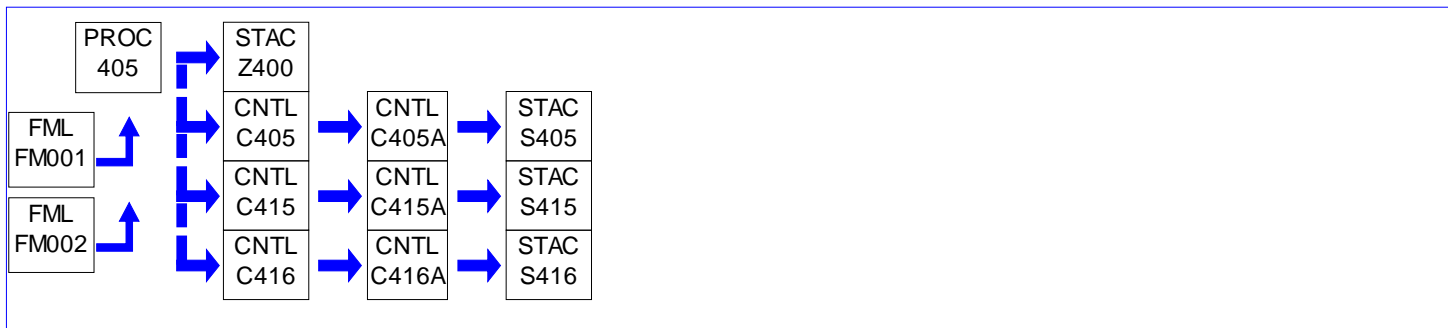 PROC
405
STAC
Z400
CNTL
C405
CNTL
C405A
STAC
S405
FML
FM001
CNTL
C415
CNTL
C415A
STAC
S415
FML
FM002
CNTL
C416
CNTL
C416A
STAC
S416